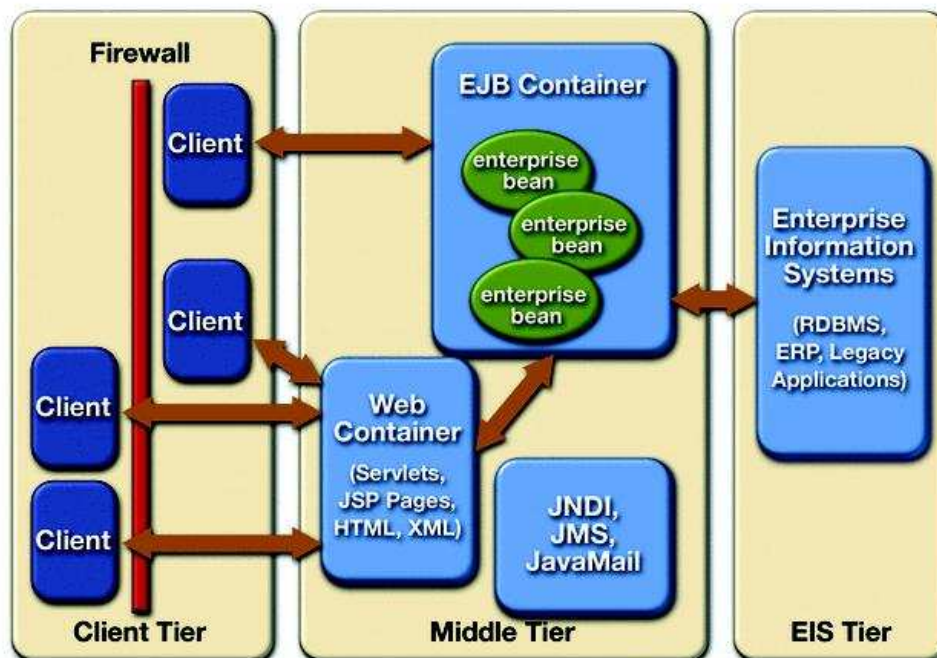 Firewall
Client
Client
Client
Client
Client Tier
EJB Container
enterprise
bean
enterprise
bean
enterprise
bean
Web
Container
(Servlets,
JSP Pages,
HTML, XML)
JNDI,
JMS,
JavaMail
Middle Tier
Enterprise
Information
Systems
(RDBMS,
ERP, Legacy
Applications)
EIS Tier